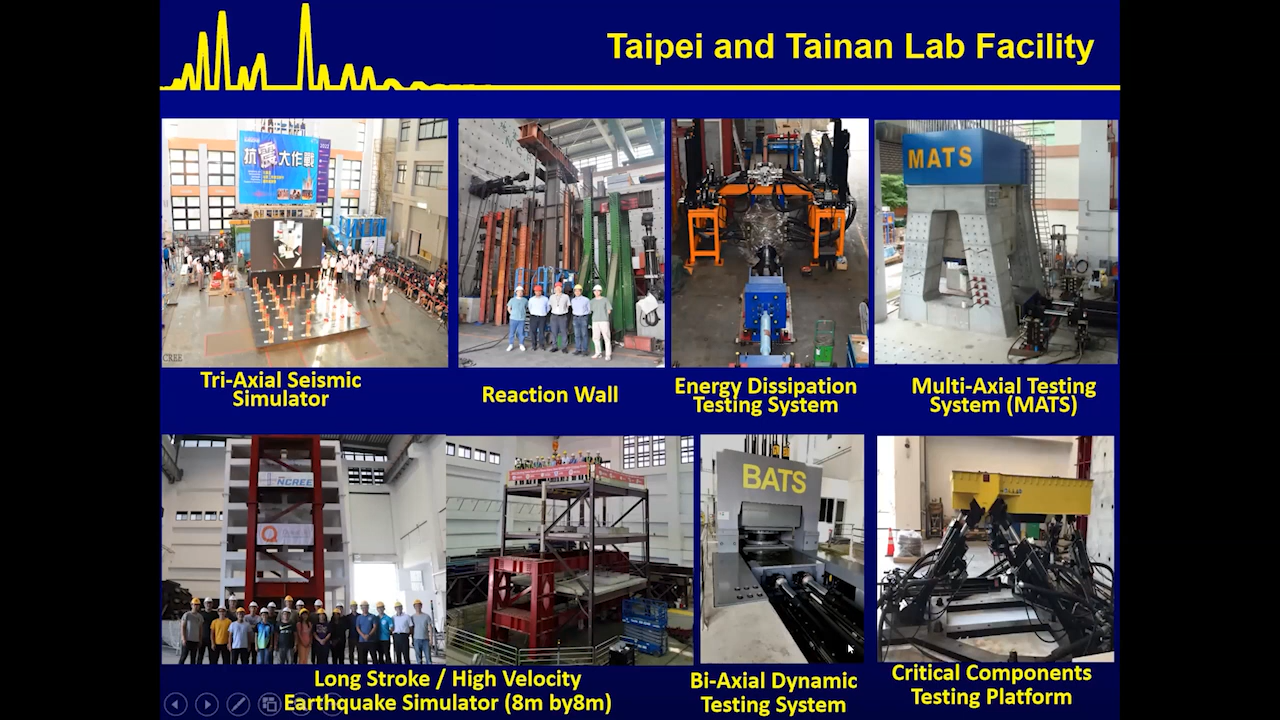 Taipei and Tainan Lab Facility
抗震大作戰
2022
MATS
CREE
Tri-Axial Seismic
Simulator
Reaction Wall
Energy Dissipation
Testing System
Multi-Axial Testing
System (MATS)
NCREE
BATS
Long Stroke / High Velocity
Earthquake Simulator (8m by8m)
Bi-Axial Dynamic
Testing System
Critical Components
Testing Platform